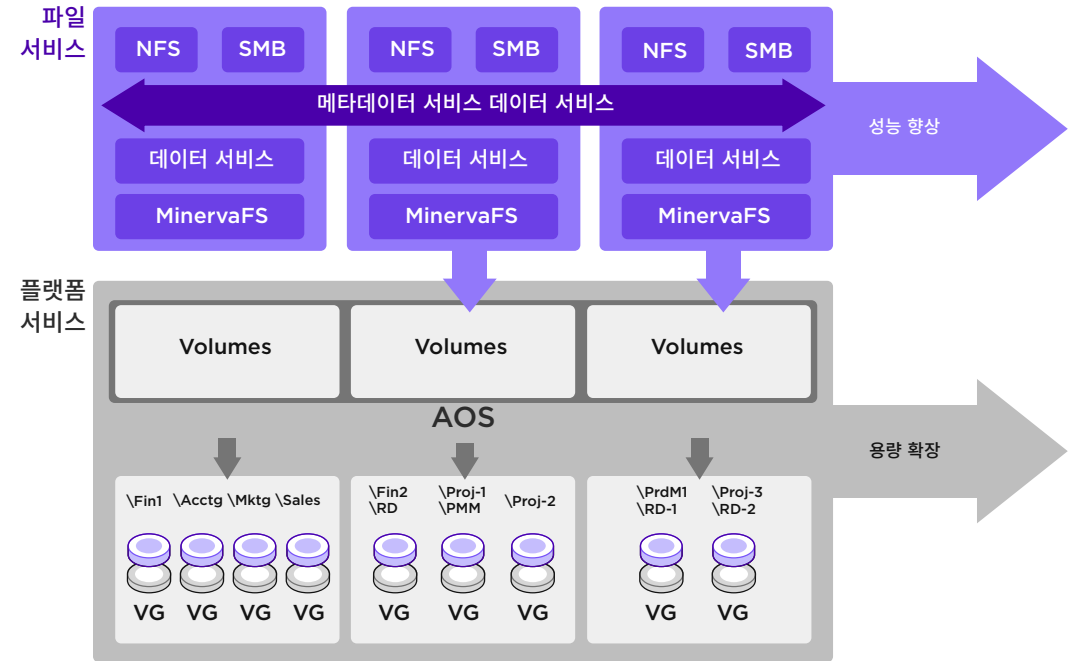 파일
서비스
NFS SMB
NFS SMB
NFS SMB
메타데이터 서비스 데이터 서비스
성능 향상
데이터 서비스
데이터 서비스
데이터 서비스
MinervaFS
MinervaFS
MinervaFS
플랫폼
서비스
Volumes
Volumes
Volumes
AOS
용량 확장
\Fin1 \Acctg \Mktg \Sales
\Fin2
\RD
\Proj-1
\PMM
\Proj-2
\PrdM1
\RD-1
\Proj-3
\RD-2
VG VG VG VG
VG VG VG
VG VG